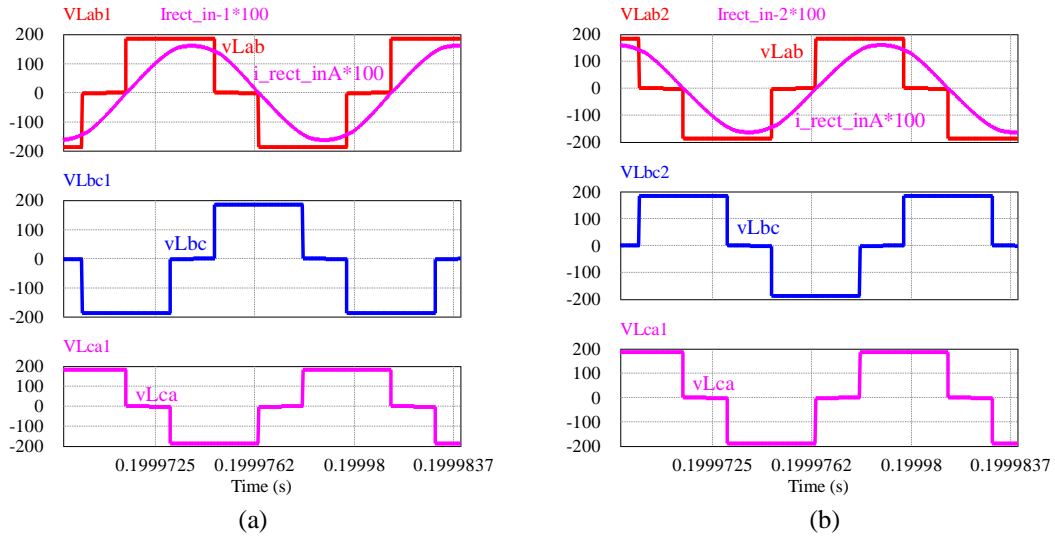 VLab1 Irect_in-1*100
200
100
0
-100
-200
vLab
i_rect_inA*100
VLbc1
200
100
0
-100
-200
vLbc
VLca1
200
100
0
-100
-200
vLca
0.1999725 0.1999762 0.19998 0.1999837
Time (s)
(a)
VLab2 Irect_in-2*100
200
100
0
-100
-200
vLab
i_rect_inA*100
VLbc2
200
100
0
-100
-200
vLbc
VLca1
200
100
0
-100
-200
vLca
0.1999725 0.1999762 0.19998 0.1999837
Time (s)
(b)